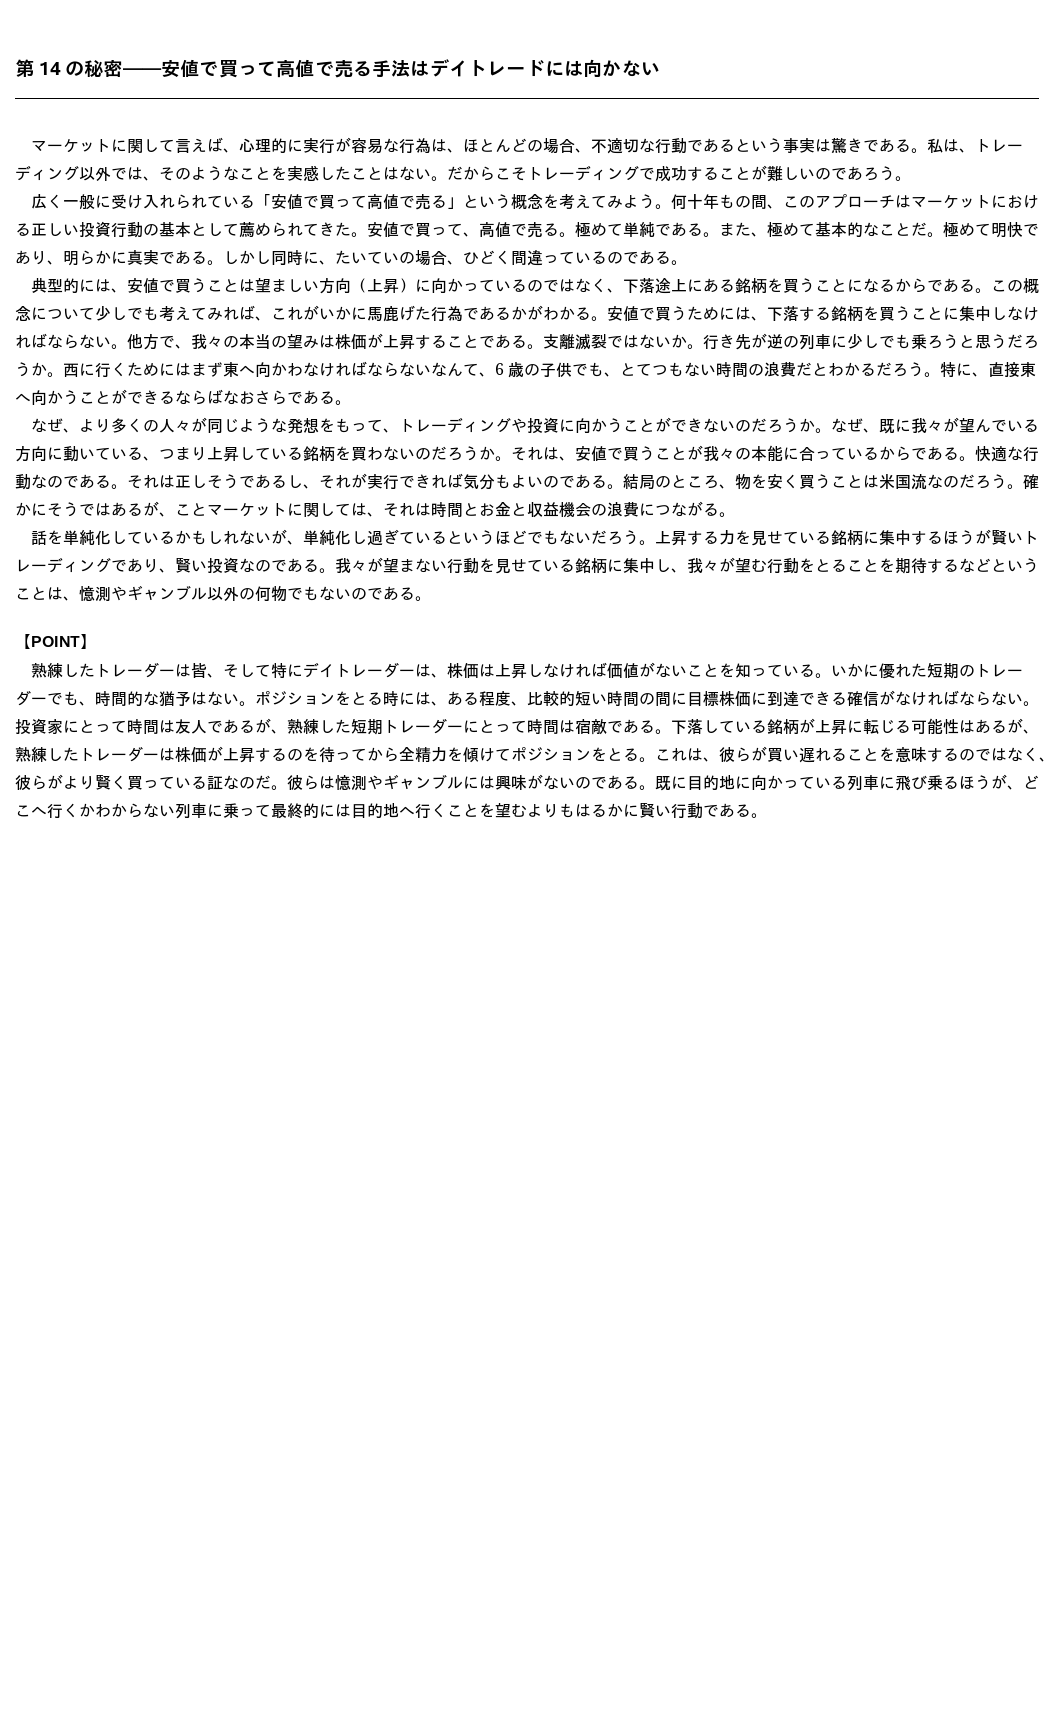 第 14 の秘密――安値で買って高値で売る手法はデイトレードには向かない
　マーケットに関して言えば、心理的に実行が容易な行為は、ほとんどの場合、不適切な行動であるという事実は驚きである。私は、トレー
ディング以外では、そのようなことを実感したことはない。だからこそトレーディングで成功することが難しいのであろう。
　広く一般に受け入れられている「安値で買って高値で売る」という概念を考えてみよう。何十年もの間、このアプローチはマーケットにおけ
る正しい投資行動の基本として薦められてきた。安値で買って、高値で売る。極めて単純である。また、極めて基本的なことだ。極めて明快で
あり、明らかに真実である。しかし同時に、たいていの場合、ひどく間違っているのである。
　典型的には、安値で買うことは望ましい方向（上昇）に向かっているのではなく、下落途上にある銘柄を買うことになるからである。この概
念について少しでも考えてみれば、これがいかに馬鹿げた行為であるかがわかる。安値で買うためには、下落する銘柄を買うことに集中しなけ
ればならない。他方で、我々の本当の望みは株価が上昇することである。支離滅裂ではないか。行き先が逆の列車に少しでも乗ろうと思うだろ
うか。西に行くためにはまず東へ向かわなければならないなんて、6 歳の子供でも、とてつもない時間の浪費だとわかるだろう。特に、直接東
へ向かうことができるならばなおさらである。
　なぜ、より多くの人々が同じような発想をもって、トレーディングや投資に向かうことができないのだろうか。なぜ、既に我々が望んでいる
方向に動いている、つまり上昇している銘柄を買わないのだろうか。それは、安値で買うことが我々の本能に合っているからである。快適な行
動なのである。それは正しそうであるし、それが実行できれば気分もよいのである。結局のところ、物を安く買うことは米国流なのだろう。確
かにそうではあるが、ことマーケットに関しては、それは時間とお金と収益機会の浪費につながる。
　話を単純化しているかもしれないが、単純化し過ぎているというほどでもないだろう。上昇する力を見せている銘柄に集中するほうが賢いト
レーディングであり、賢い投資なのである。我々が望まない行動を見せている銘柄に集中し、我々が望む行動をとることを期待するなどという
ことは、憶測やギャンブル以外の何物でもないのである。
【POINT】
　熟練したトレーダーは皆、そして特にデイトレーダーは、株価は上昇しなければ価値がないことを知っている。いかに優れた短期のトレー
ダーでも、時間的な猶予はない。ポジションをとる時には、ある程度、比較的短い時間の間に目標株価に到達できる確信がなければならない。
投資家にとって時間は友人であるが、熟練した短期トレーダーにとって時間は宿敵である。下落している銘柄が上昇に転じる可能性はあるが、
熟練したトレーダーは株価が上昇するのを待ってから全精力を傾けてポジションをとる。これは、彼らが買い遅れることを意味するのではなく、
彼らがより賢く買っている証なのだ。彼らは憶測やギャンブルには興味がないのである。既に目的地に向かっている列車に飛び乗るほうが、ど
こへ行くかわからない列車に乗って最終的には目的地へ行くことを望むよりもはるかに賢い行動である。